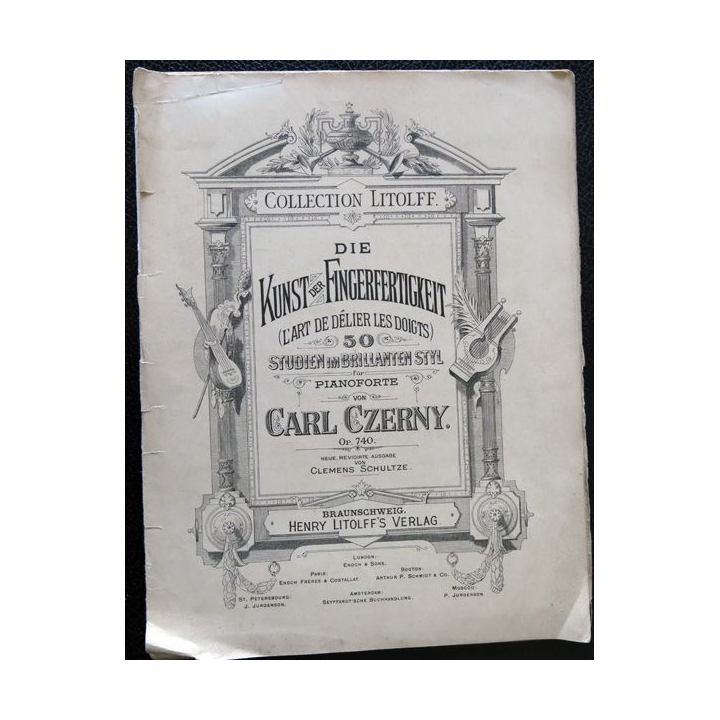 COLLECTION LITOLFF.
DIE
KUNST DER FINGERFERTIGKEIT
(L'ART DE DÉLIER LES DOIGTS)
50
STUDIEN IM BRILLANTEN STYL
für
PIANOFORTE
VON
CARL CZERNY.
OP. 740.
NEUE, REVIDIRTE AUSGABE
VON
CLEMENS SCHULTZE.
BRAUNSCHWEIG.
HENRY LITOLFF'S VERLAG.
LONDON:
ENOCH & SONS.
PARIS: BOSTON:
ENOCH FRÈRES & COSTALLAT. ARTHUR P. SCHMIDT & CO.
ST. PETERSBOURG: AMSTERDAM: MOSCOU:
J. JURGENSON. SEYFFARDT'SCHE BUCHHANDLUNG. P. JURGENSON